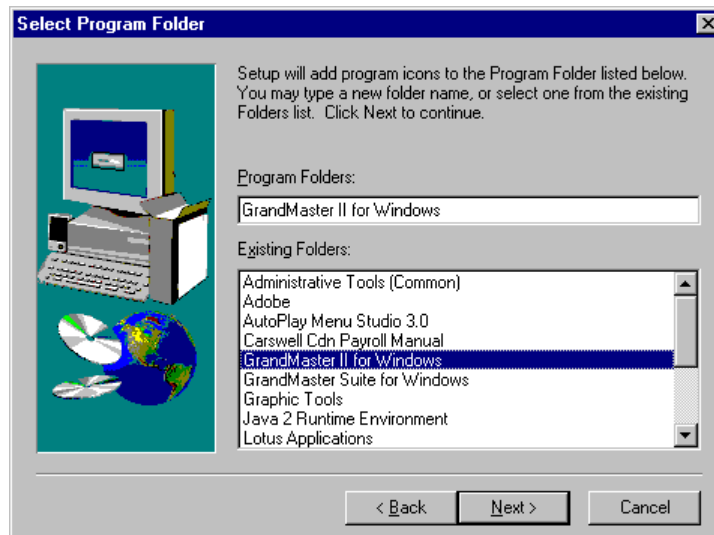 Select Program Folder
Setup will add program icons to the Program Folder listed below.
You may type a new folder name, or select one from the existing
Folders list.  Click Next to continue.
Program Folders:
GrandMaster II for Windows
Existing Folders:
Administrative Tools (Common)
Adobe
AutoPlay Menu Studio 3.0
Carswell Cdn Payroll Manual
GrandMaster II for Windows
GrandMaster Suite for Windows
Graphic Tools
Java 2 Runtime Environment
Lotus Applications
< Back
Next >
Cancel